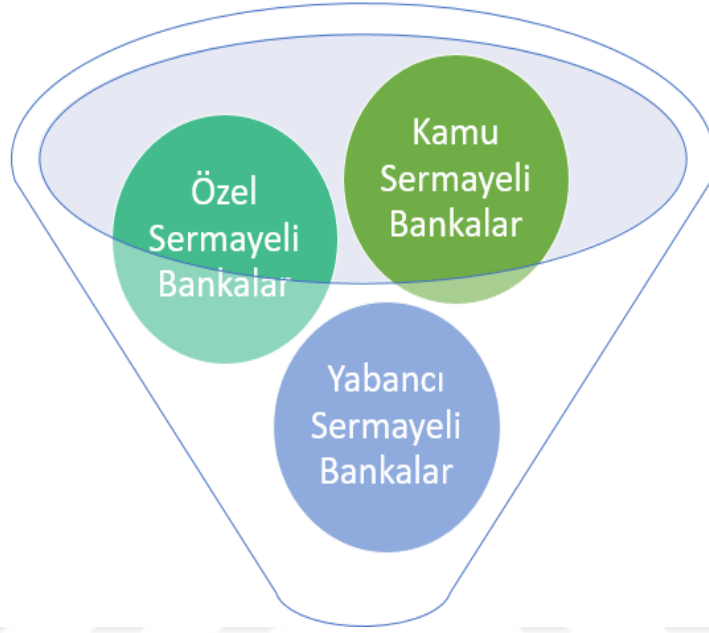 Kamu
Sermayeli
Bankalar
Özel
Sermayeli
Bankalar
Yabancı
Sermayeli
Bankalar